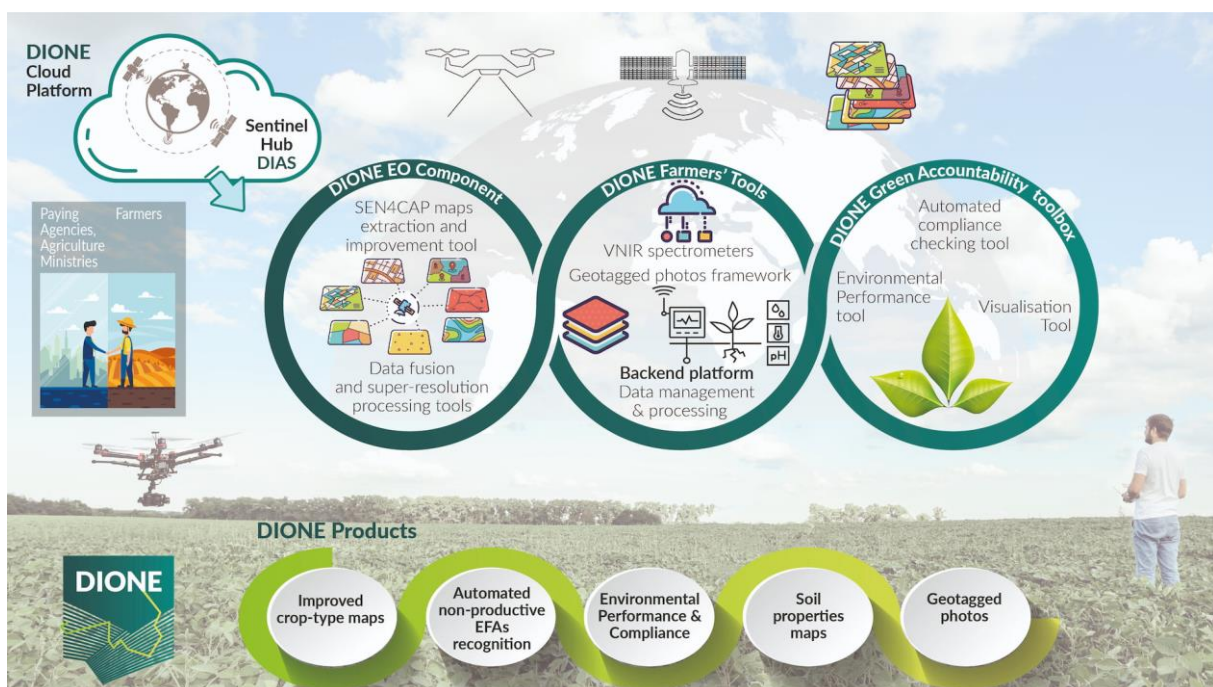 DIONE
Cloud
Platform
Sentinel
Hub
DIAS
Paying
Agencies,
Agriculture
Ministries
Farmers
DIONE EO Component
SEN4CAP maps
extraction and
improvement tool
Data fusion
and super-resolution
processing tools
DIONE Farmers' Tools
VNIR spectrometers
Geotagged photos framework
pH
Backend platform
Data management
& processing
DIONE Green Accountability toolbox
Automated
compliance
checking tool
Environmental
Performance
tool
Visualisation
Tool
DIONE Products
DIONE
Improved
crop-type maps
Automated
non-productive
EFAs
recognition
Environmental
Performance &
Compliance
Soil
properties
maps
Geotagged
photos